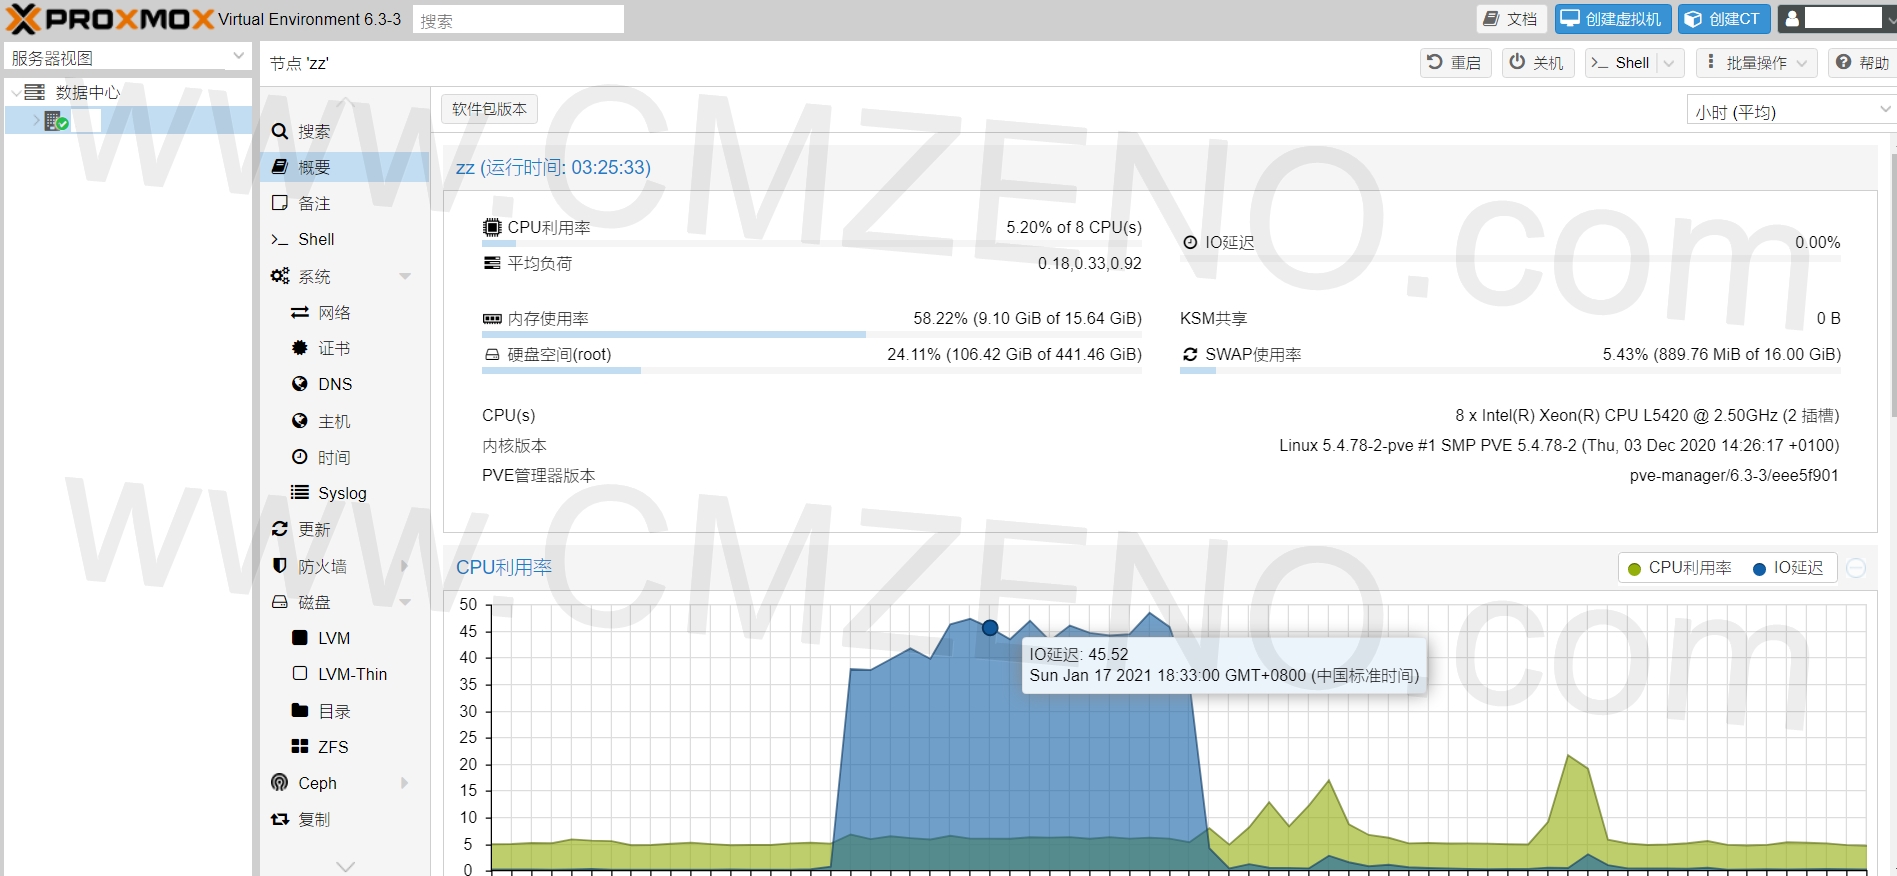 PROXMOX Virtual Environment 6.3-3 搜索 文档 创建虚拟机 创建CT
服务器视图
数据中心
节点 'zz' 重启 关机 Shell 批量操作 帮助
搜索
概要
备注
Shell
系统
网络
证书
DNS
主机
时间
Syslog
更新
防火墙
磁盘
LVM
LVM-Thin
目录
ZFS
Ceph
复制
软件包版本 小时 (平均)
zz (运行时间: 03:25:33)
CPU利用率 5.20% of 8 CPU(s)
IO延迟 0.00%
平均负荷 0.18,0.33,0.92
内存使用率 58.22% (9.10 GiB of 15.64 GiB)
KSM共享 0 B
硬盘空间(root) 24.11% (106.42 GiB of 441.46 GiB)
SWAP使用率 5.43% (889.76 MiB of 16.00 GiB)
CPU(s) 8 x Intel(R) Xeon(R) CPU L5420 @ 2.50GHz (2 插槽)
内核版本 Linux 5.4.78-2-pve #1 SMP PVE 5.4.78-2 (Thu, 03 Dec 2020 14:26:17 +0100)
PVE管理器版本 pve-manager/6.3-3/eee5f901
CPU利用率 CPU利用率 IO延迟
50
45
40
35
30
25
20
15
10
5
0
IO延迟: 45.52
Sun Jan 17 2021 18:33:00 GMT+0800 (中国标准时间)
www.CMZENO.com
www.CMZENO.com